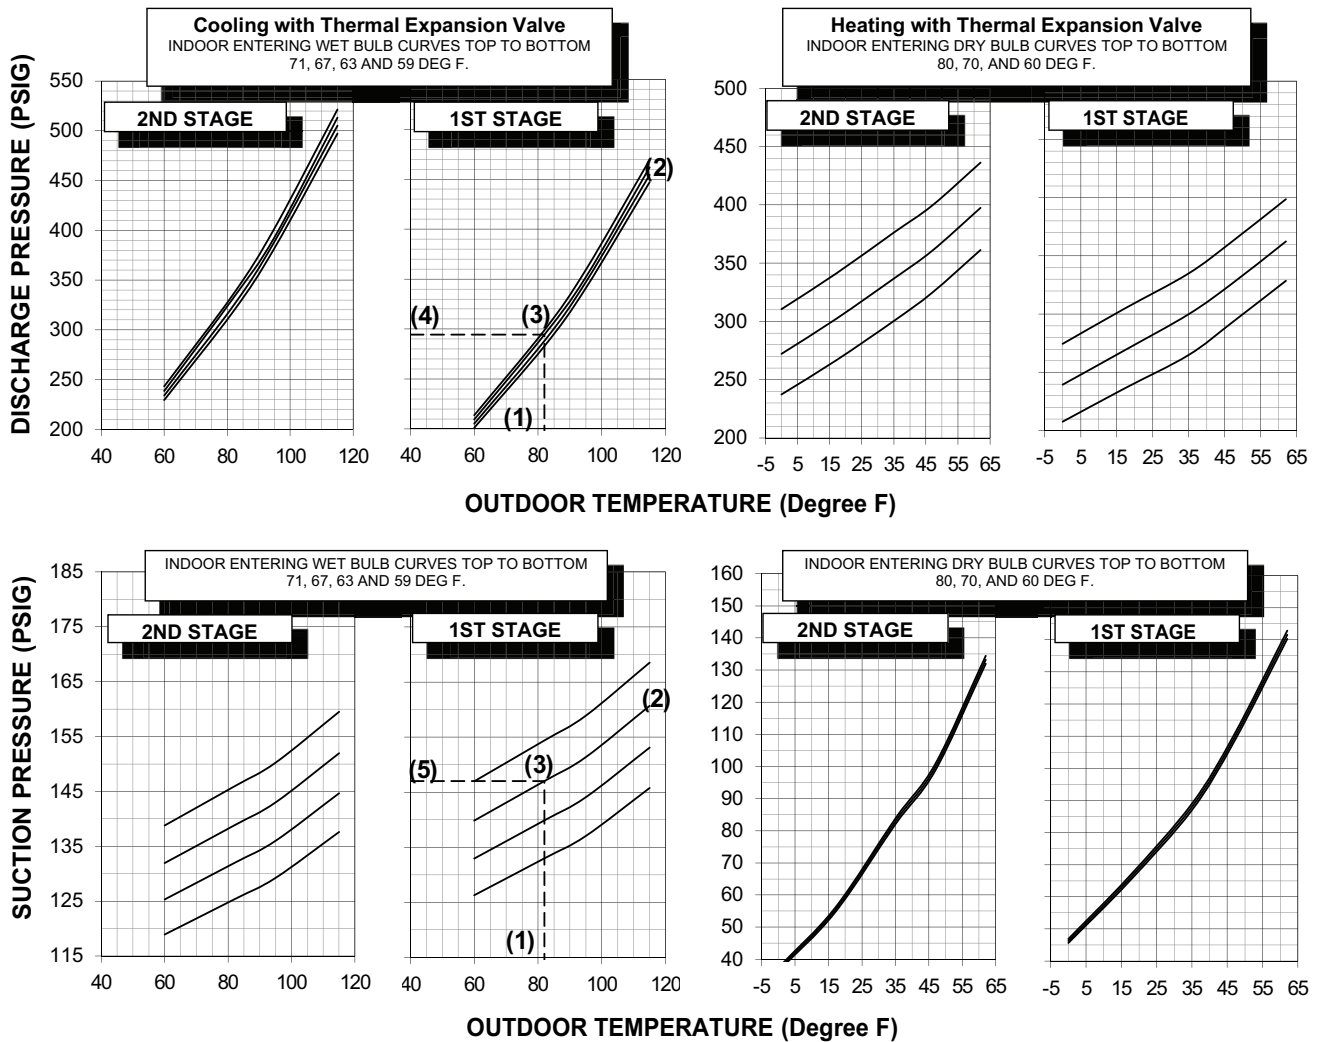 Cooling with Thermal Expansion Valve
INDOOR ENTERING WET BULB CURVES TOP TO BOTTOM
71, 67, 63 AND 59 DEG F.
Heating with Thermal Expansion Valve
INDOOR ENTERING DRY BULB CURVES TOP TO BOTTOM
80, 70, AND 60 DEG F.
DISCHARGE PRESSURE (PSIG)
550
500
450
400
350
300
250
200
2ND STAGE
40 60 80 100 120
1ST STAGE
(2)
(3)
(4)
(1)
40 60 80 100 120
500
450
400
350
300
250
200
2ND STAGE
-5 5 15 25 35 45 55 65
1ST STAGE
-5 5 15 25 35 45 55 65
OUTDOOR TEMPERATURE (Degree F)
INDOOR ENTERING WET BULB CURVES TOP TO BOTTOM
71, 67, 63 AND 59 DEG F.
INDOOR ENTERING DRY BULB CURVES TOP TO BOTTOM
80, 70, AND 60 DEG F.
SUCTION PRESSURE (PSIG)
185
175
165
155
145
135
125
115
2ND STAGE
40 60 80 100 120
1ST STAGE
(2)
(3)
(5)
(1)
40 60 80 100 120
160
150
140
130
120
110
100
90
80
70
60
50
40
2ND STAGE
-5 5 15 25 35 45 55 65
1ST STAGE
-5 5 15 25 35 45 55 65
OUTDOOR TEMPERATURE (Degree F)